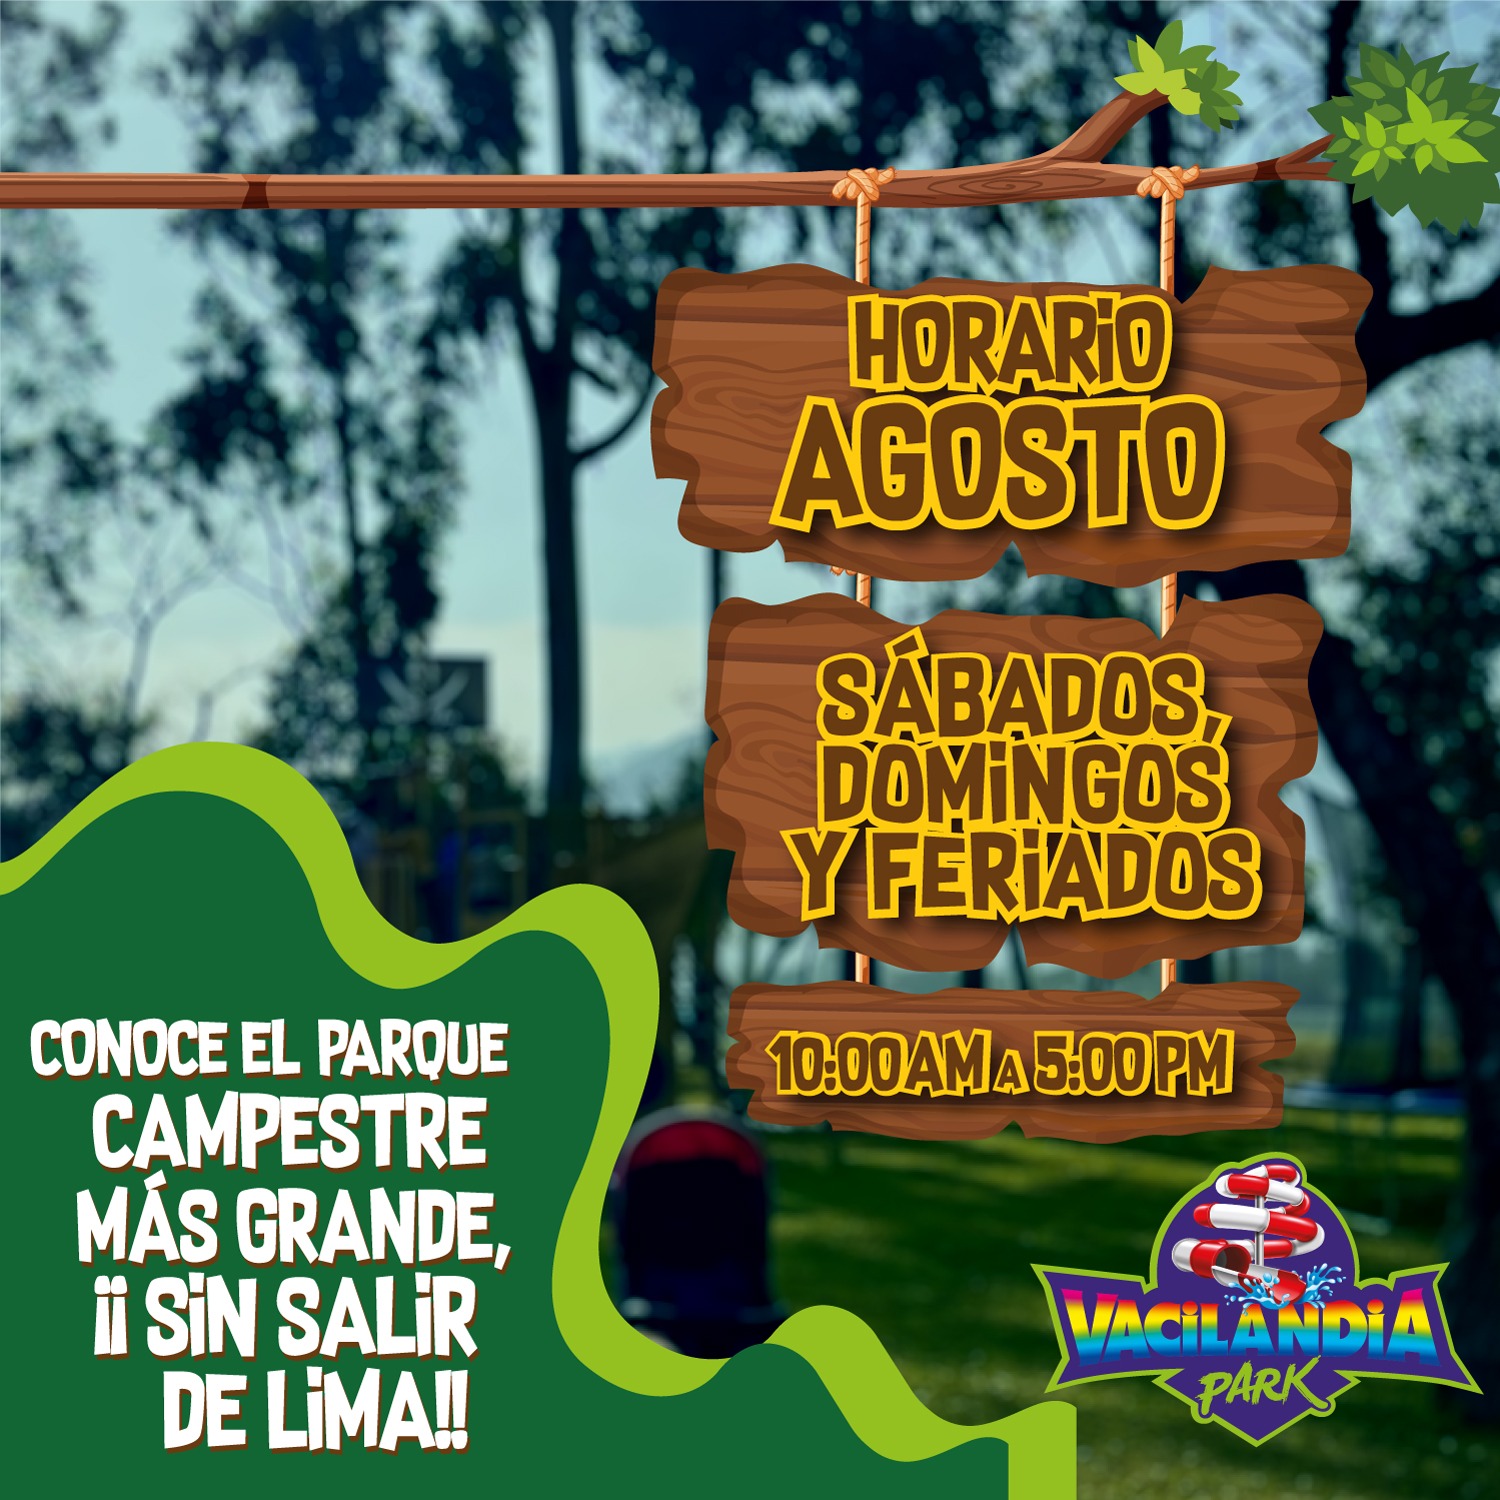 HORARIO
AGOSTO
SÁBADOS,
DOMINGOS
Y FERIADOS
10:00AM A 5:00PM
CONOCE EL PARQUE
CAMPESTRE
MÁS GRANDE,
¡¡SIN SALIR
DE LIMA!!
VACILANDIA
PARK